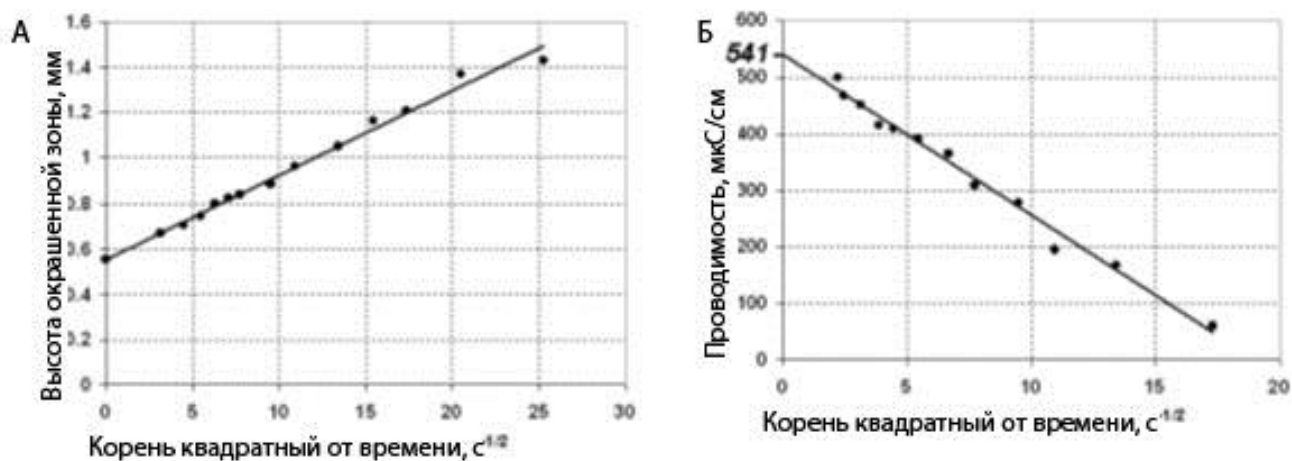 А
Высота окрашенной зоны, мм
1.6
1.4
1.2
1
0.8
0.6
0.4
0.2
0
0 5 10 15 20 25 30
Корень квадратный от времени, с^-1/2
Б
Проводимость, мкС/см
600
541
500
400
300
200
100
0
0 5 10 15 20
Корень квадратный от времени, с^-1/2